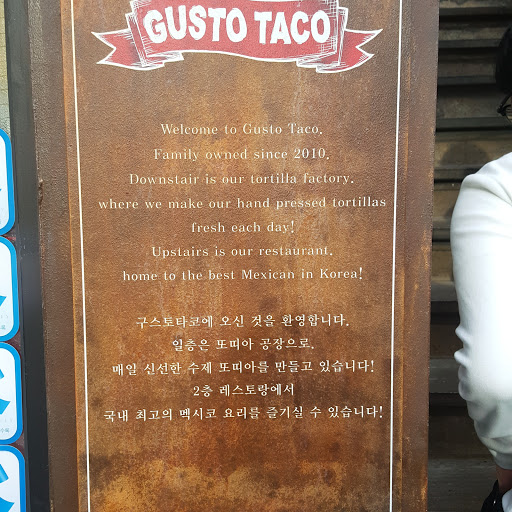 GUSTO TACO
Welcome to Gusto Taco.
Family owned since 2010.
Downstair is our tortilla factory.
where we make our hand pressed tortillas
fresh each day!
Upstairs is our restaurant.
home to the best Mexican in Korea!
구스토타코에 오신 것을 환영합니다.
일층은 또띠아 공장으로.
매일 신선한 수제 또띠아를 만들고 있습니다!
2층 레스토랑에서
국내 최고의 멕시코 요리를 즐기실 수 있습니다!